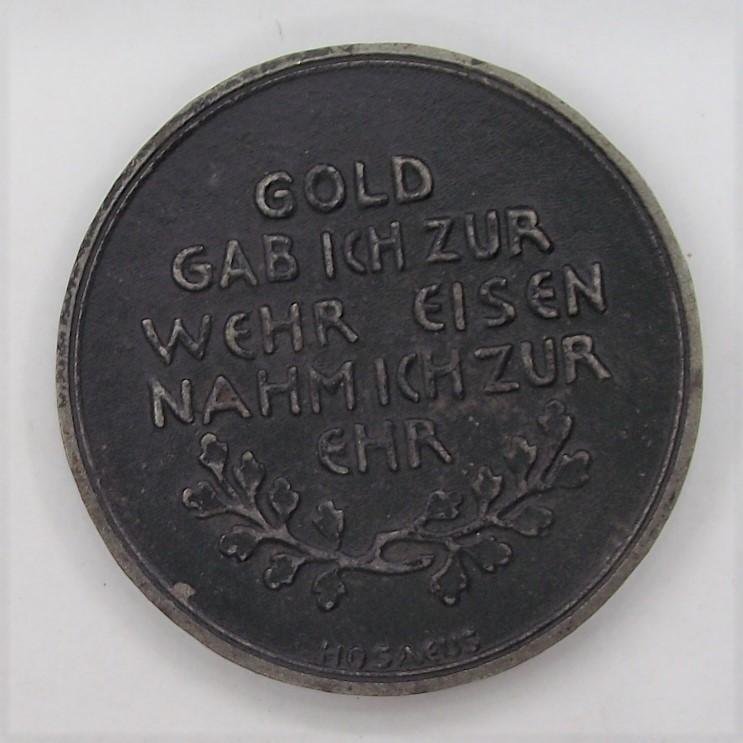 GOLD
GAB ICH ZUR
WEHR EISEN
NAHM ICH ZUR
EHR
HOSAEUS